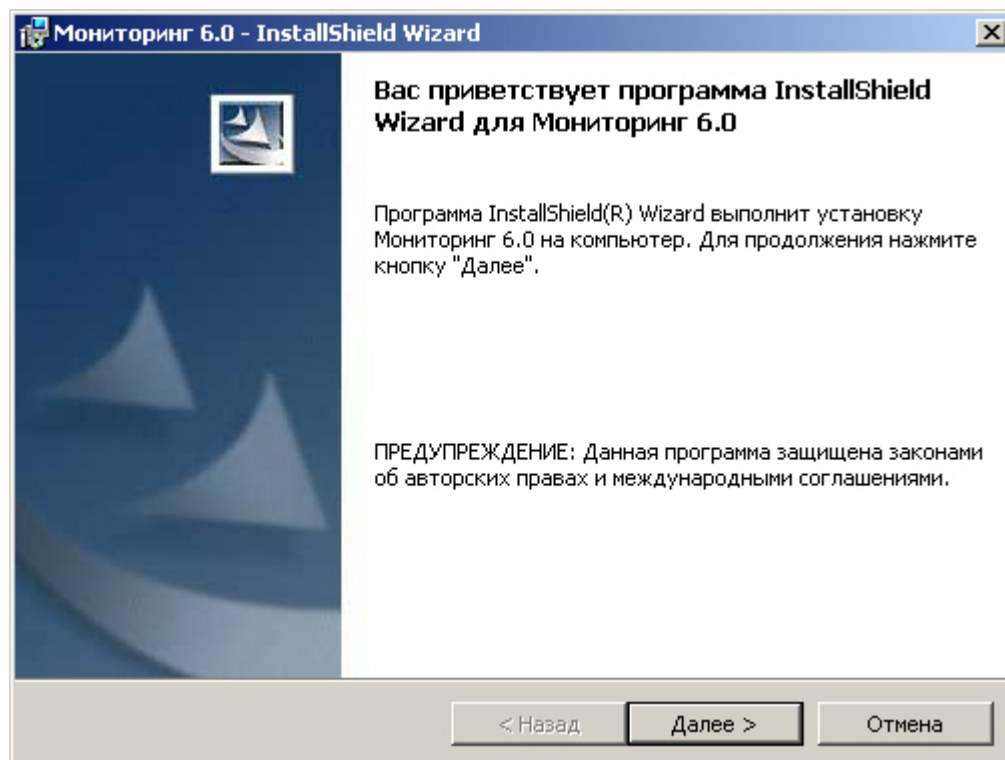 Мониторинг 6.0 - InstallShield Wizard
Вас приветствует программа InstallShield
Wizard для Мониторинг 6.0
Программа InstallShield(R) Wizard выполнит установку
Мониторинг 6.0 на компьютер. Для продолжения нажмите
кнопку "Далее".
ПРЕДУПРЕЖДЕНИЕ: Данная программа защищена законами
об авторских правах и международными соглашениями.
< Назад
Далее >
Отмена